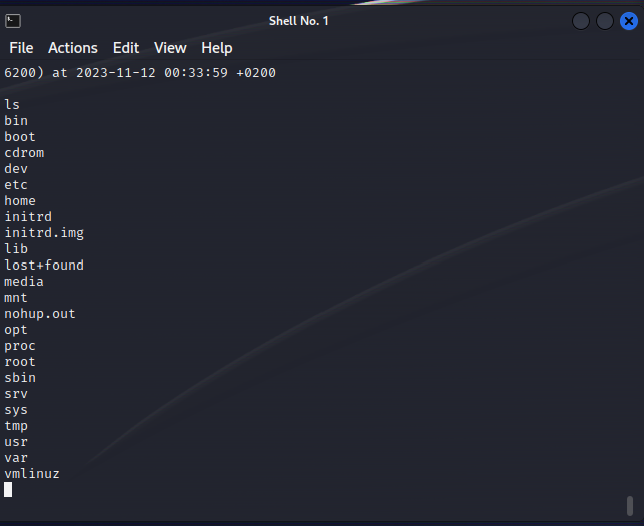 Shell No. 1
File Actions Edit View Help
6200) at 2023-11-12 00:33:59 +0200
ls
bin
boot
cdrom
dev
etc
home
initrd
initrd.img
lib
lost+found
media
mnt
nohup.out
opt
proc
root
sbin
srv
sys
tmp
usr
var
vmlinuz